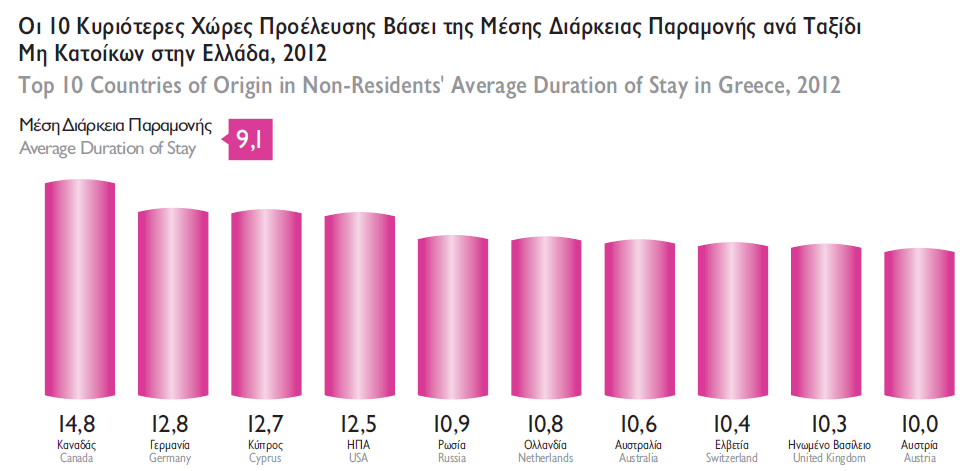 Οι 10 Κυριότερες Χώρες Προέλευσης Βάσει της Μέσης Διάρκειας Παραμονής ανά Ταξίδι
Μη Κατοίκων στην Ελλάδα, 2012
Top 10 Countries of Origin in Non-Residents' Average Duration of Stay in Greece, 2012
Μέση Διάρκεια Παραμονής
Average Duration of Stay
9,1
14,8 12,8 12,7 12,5 10,9 10,8 10,6 10,4 10,3 10,0
Καναδάς Γερμανία Κύπρος ΗΠΑ Ρωσία Ολλανδία Αυστραλία Ελβετία Ηνωμένο Βασίλειο Αυστρία
Canada Germany Cyprus USA Russia Netherlands Australia Switzerland United Kingdom Austria